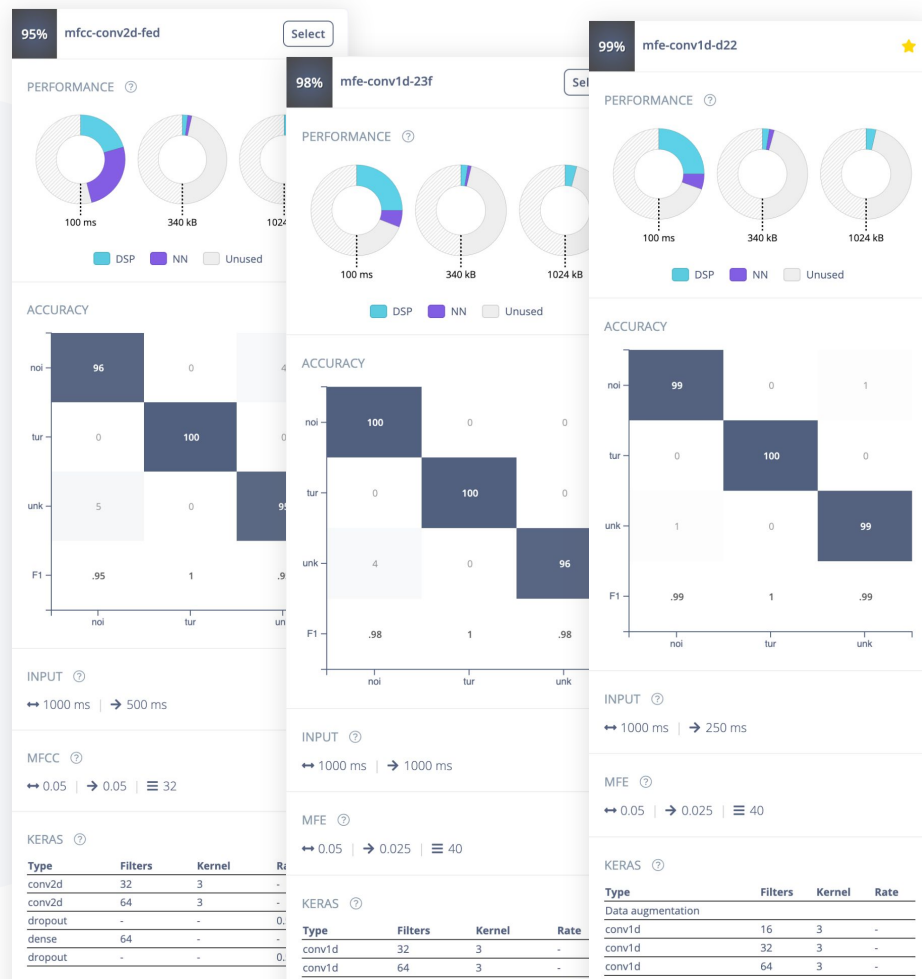 95% mfcc-conv2d-fed Select
PERFORMANCE ?
100 ms 340 kB
DSP NN Unused
ACCURACY
noi 96 0 4
tur 0 100 0
unk 5 0
F1 .95 1
noi tur
INPUT ?
↔ 1000 ms | → 500 ms
MFCC ?
↔ 0.05 | → 0.05 | ≡ 32
KERAS ?
Type Filters Kernel
conv2d 32 3 -
conv2d 64 3 -
dropout - -
dense 64 - -
dropout - -
98% mfe-conv1d-23f
PERFORMANCE ?
100 ms 340 kB 1024 kB
DSP NN Unused
ACCURACY
noi 100 0 0
tur 0 100 0
unk 4 0 96
F1 .98 1 .98
noi tur unk
INPUT ?
↔ 1000 ms | → 1000 ms
MFE ?
↔ 0.05 | → 0.025 | ≡ 40
KERAS ?
Type Filters Kernel Rate
conv1d 32 3 -
conv1d 64 3 -
99% mfe-conv1d-d22
PERFORMANCE ?
100 ms 340 kB 1024 kB
DSP NN Unused
ACCURACY
noi 99 0 1
tur 0 100 0
unk 1 0 99
F1 .99 1 .99
noi tur unk
INPUT ?
↔ 1000 ms | → 250 ms
MFE ?
↔ 0.05 | → 0.025 | ≡ 40
KERAS ?
Type Filters Kernel Rate
Data augmentation
conv1d 16 3 -
conv1d 32 3 -
conv1d 64 3 -